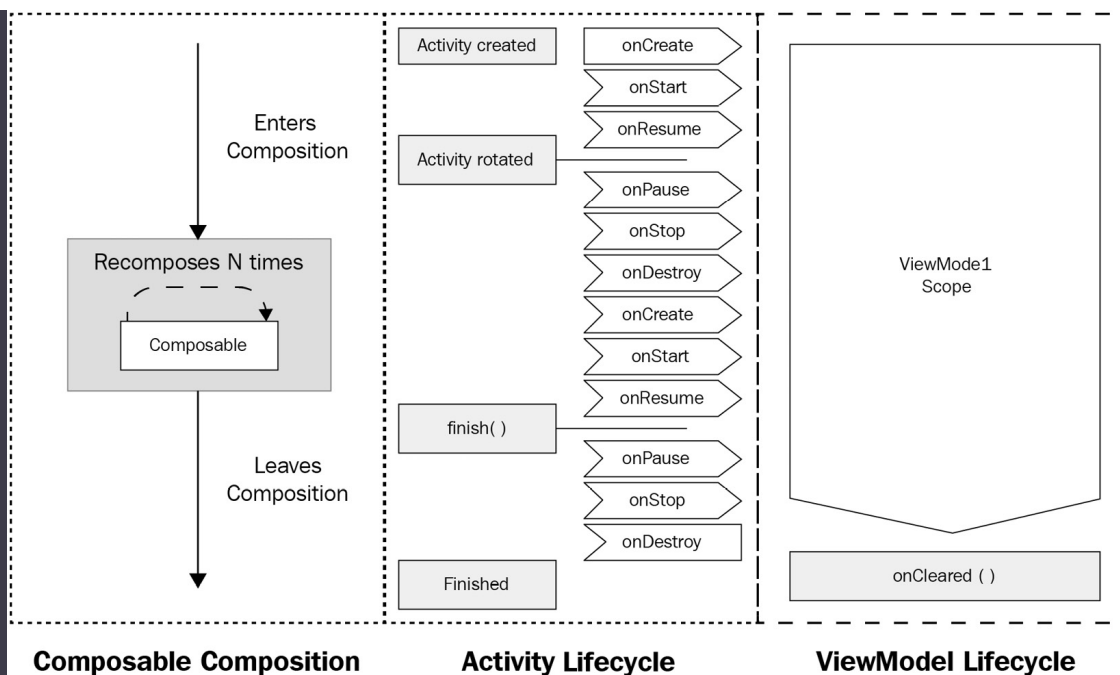 Enters
Composition
Recomposes N times
Composable
Leaves
Composition
Composable Composition
Activity created
onCreate
onStart
onResume
Activity rotated
onPause
onStop
onDestroy
onCreate
onStart
onResume
finish( )
onPause
onStop
onDestroy
Finished
Activity Lifecycle
ViewMode1
Scope
onCleared ( )
ViewModel Lifecycle